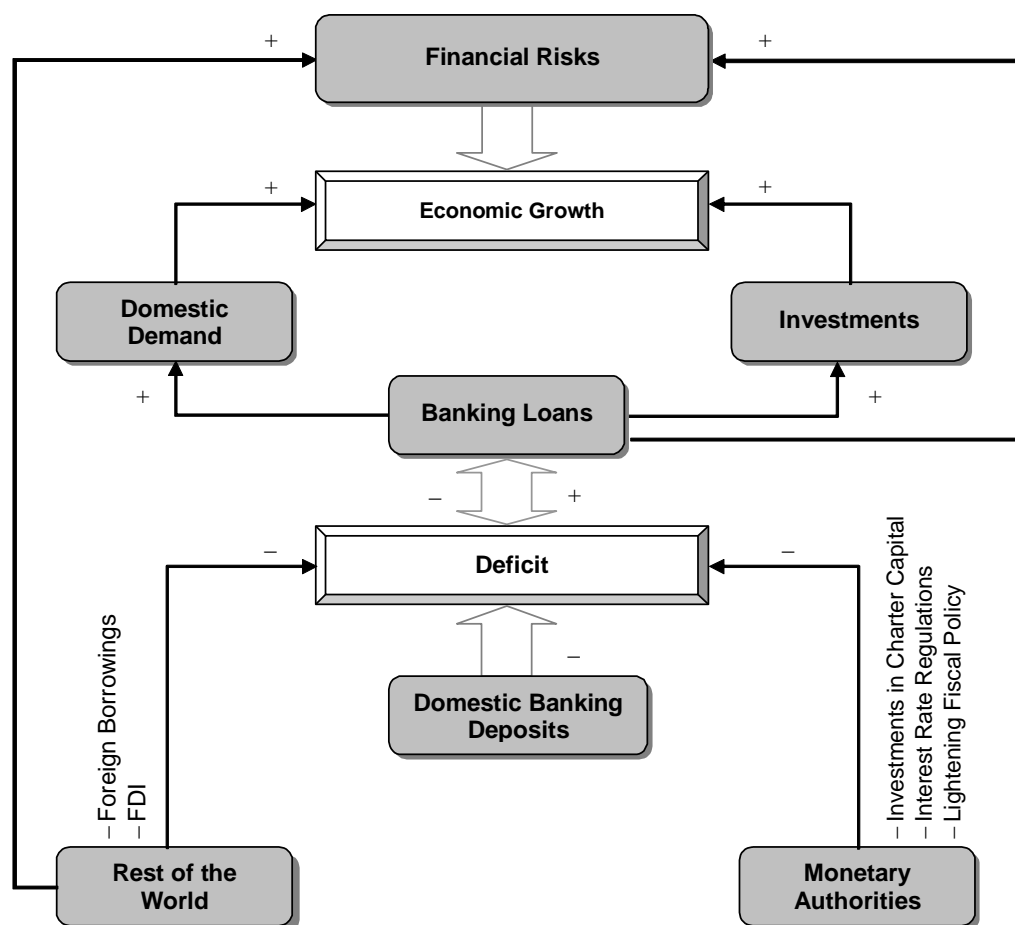 +
+
Financial Risks
+
+
Economic Growth
Domestic
Demand
Investments
+
Banking Loans
+
–
+
–
Deficit
–
– Foreign Borrowings
– FDI
–
Domestic Banking
Deposits
– Investments in Charter Capital
– Interest Rate Regulations
– Lightening Fiscal Policy
Rest of the
World
Monetary
Authorities